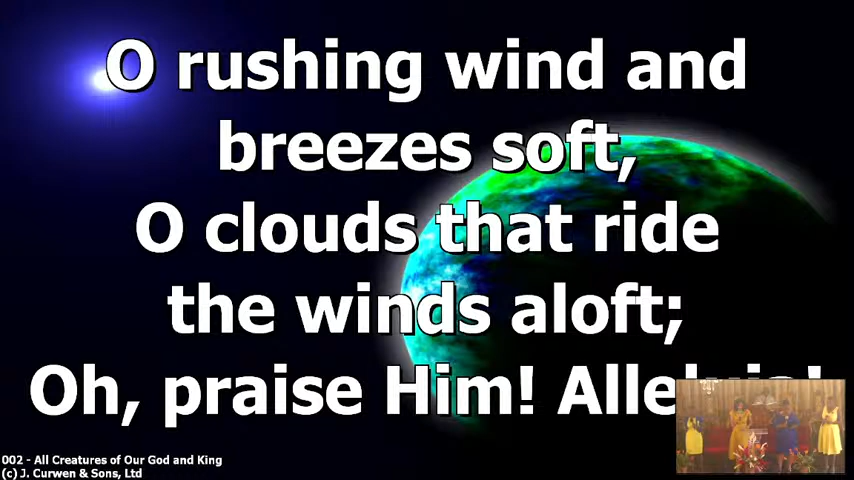 O rushing wind and
breezes soft,
O clouds that ride
the winds aloft;
Oh, praise Him! Alleluia!
002 - All Creatures of Our God and King
(c) J. Curwen & Sons, Ltd